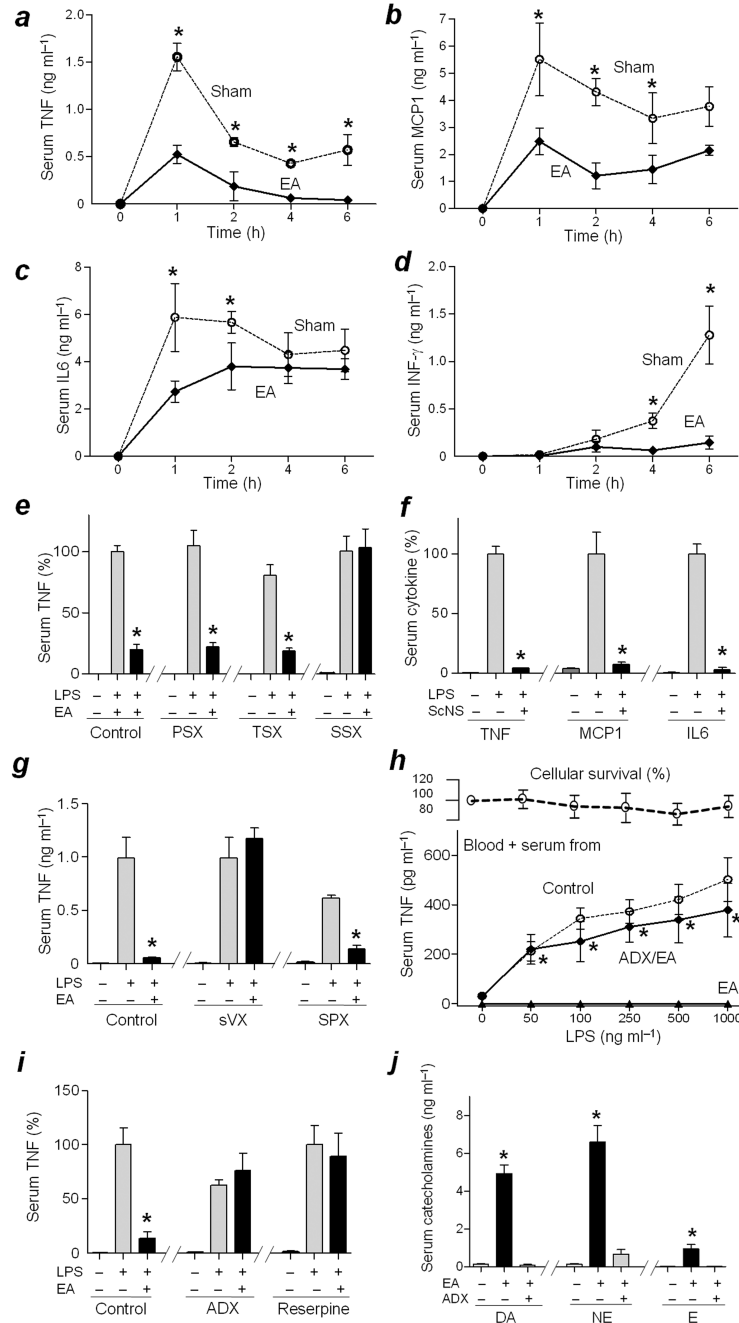 a
Serum TNF (ng ml–1)
2.0
1.5
1.0
0.5
0
*
Sham
*
*
*
EA
0 1 2 4 6
Time (h)
b
Serum MCP1 (ng ml–1)
7
6
5
4
3
2
1
0
*
*
Sham
*
EA
0 1 2 4 6
Time (h)
c
Serum IL6 (ng ml–1)
8
6
4
2
0
*
*
Sham
EA
0 1 2 4 6
Time (h)
d
Serum INF-γ (ng ml–1)
2.0
1.5
1.0
0.5
0
*
Sham
*
EA
0 1 2 4 6
Time (h)
e
Serum TNF (%)
100
50
0
* * *
LPS – + + – + + – + + – + +
EA – + + – – + – – + – – +
Control PSX TSX SSX
f
Serum cytokine (%)
100
50
0
* * *
LPS – + + – + + – + +
ScNS – – + – – + – – +
TNF MCP1 IL6
g
Serum TNF (ng ml–1)
1.5
1.0
0.5
0
* *
LPS – + + – + + – + +
EA – – + – – + – – +
Control sVX SPX
h
120
100
80
Cellular survival (%)
Serum TNF (pg ml–1)
600
400
200
0
Blood + serum from
Control
* * * * *
ADX/EA
EA
0 50 100 250 500 1000
LPS (ng ml–1)
i
Serum TNF (%)
150
100
50
0
*
LPS – + + – + + – + +
EA – – + – – + – – +
Control ADX Reserpine
j
Serum catecholamines (ng ml–1)
8
6
4
2
0
* * *
EA – + + – + + – + +
ADX – – + – – + – – +
DA NE E